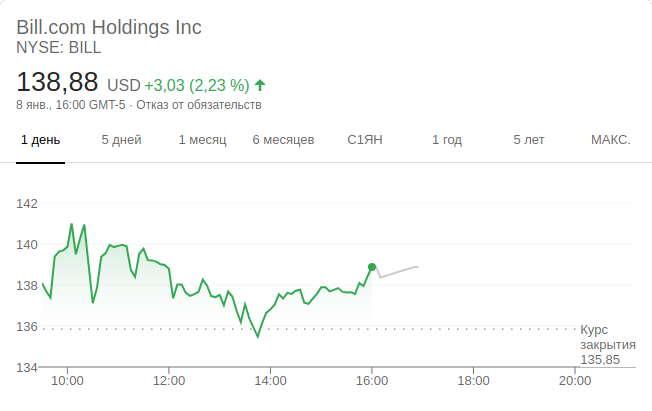 Bill.com Holdings Inc
NYSE: BILL
138,88 USD +3,03 (2,23 %)
8 янв., 16:00 GMT-5 · Отказ от обязательств
1 день 5 дней 1 месяц 6 месяцев С1ЯН 1 год 5 лет МАКС.
142
140
138
136
134
Курс
закрытия
135,85
10:00 12:00 14:00 16:00 18:00 20:00